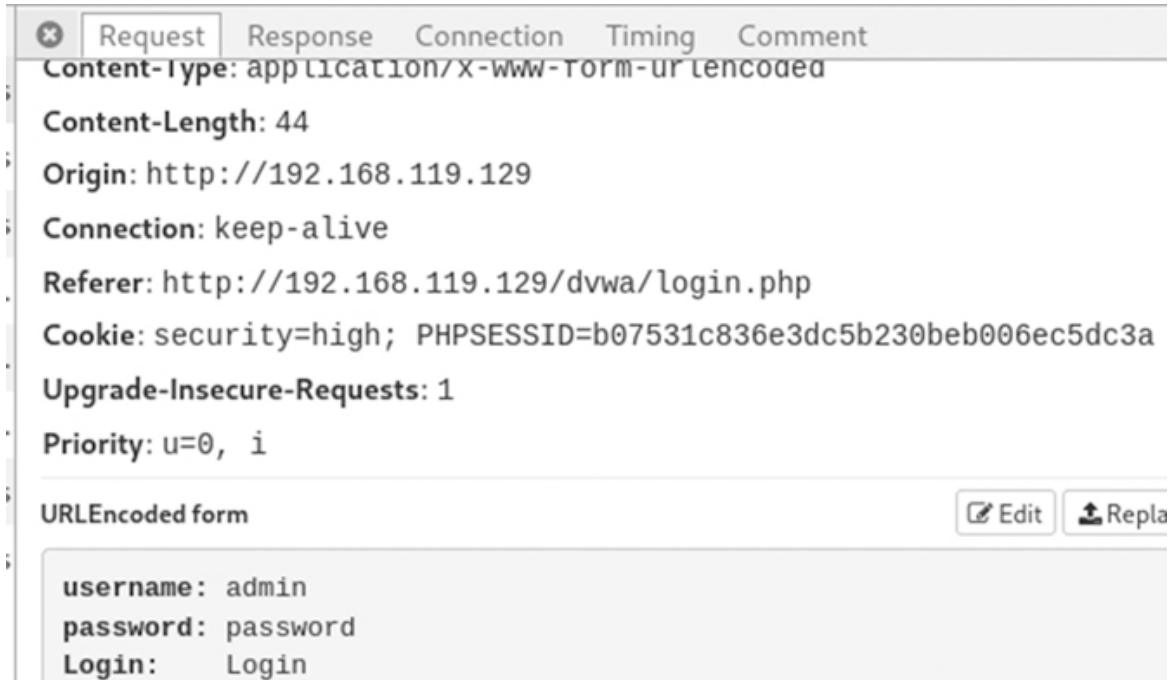 Request Response Connection Timing Comment
Content-Type: application/x-www-form-urlencoded
Content-Length: 44
Origin: http://192.168.119.129
Connection: keep-alive
Referer: http://192.168.119.129/dvwa/login.php
Cookie: security=high; PHPSESSID=b07531c836e3dc5b230beb006ec5dc3a
Upgrade-Insecure-Requests: 1
Priority: u=0, i
URLEncoded form Edit Repla
username: admin
password: password
Login: Login